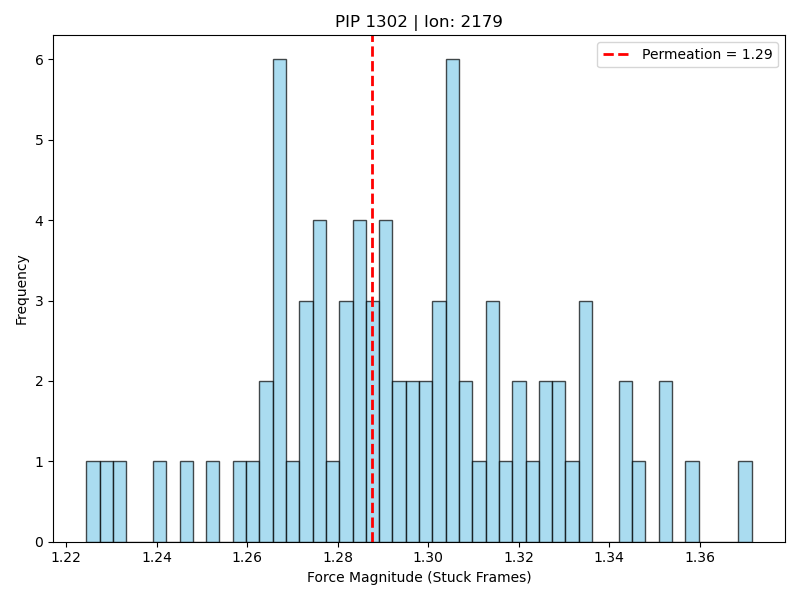 PIP 1302 | Ion: 2179
Permeation = 1.29
6
5
4
3
2
1
0
Frequency
1.22 1.24 1.26 1.28 1.30 1.32 1.34 1.36
Force Magnitude (Stuck Frames)